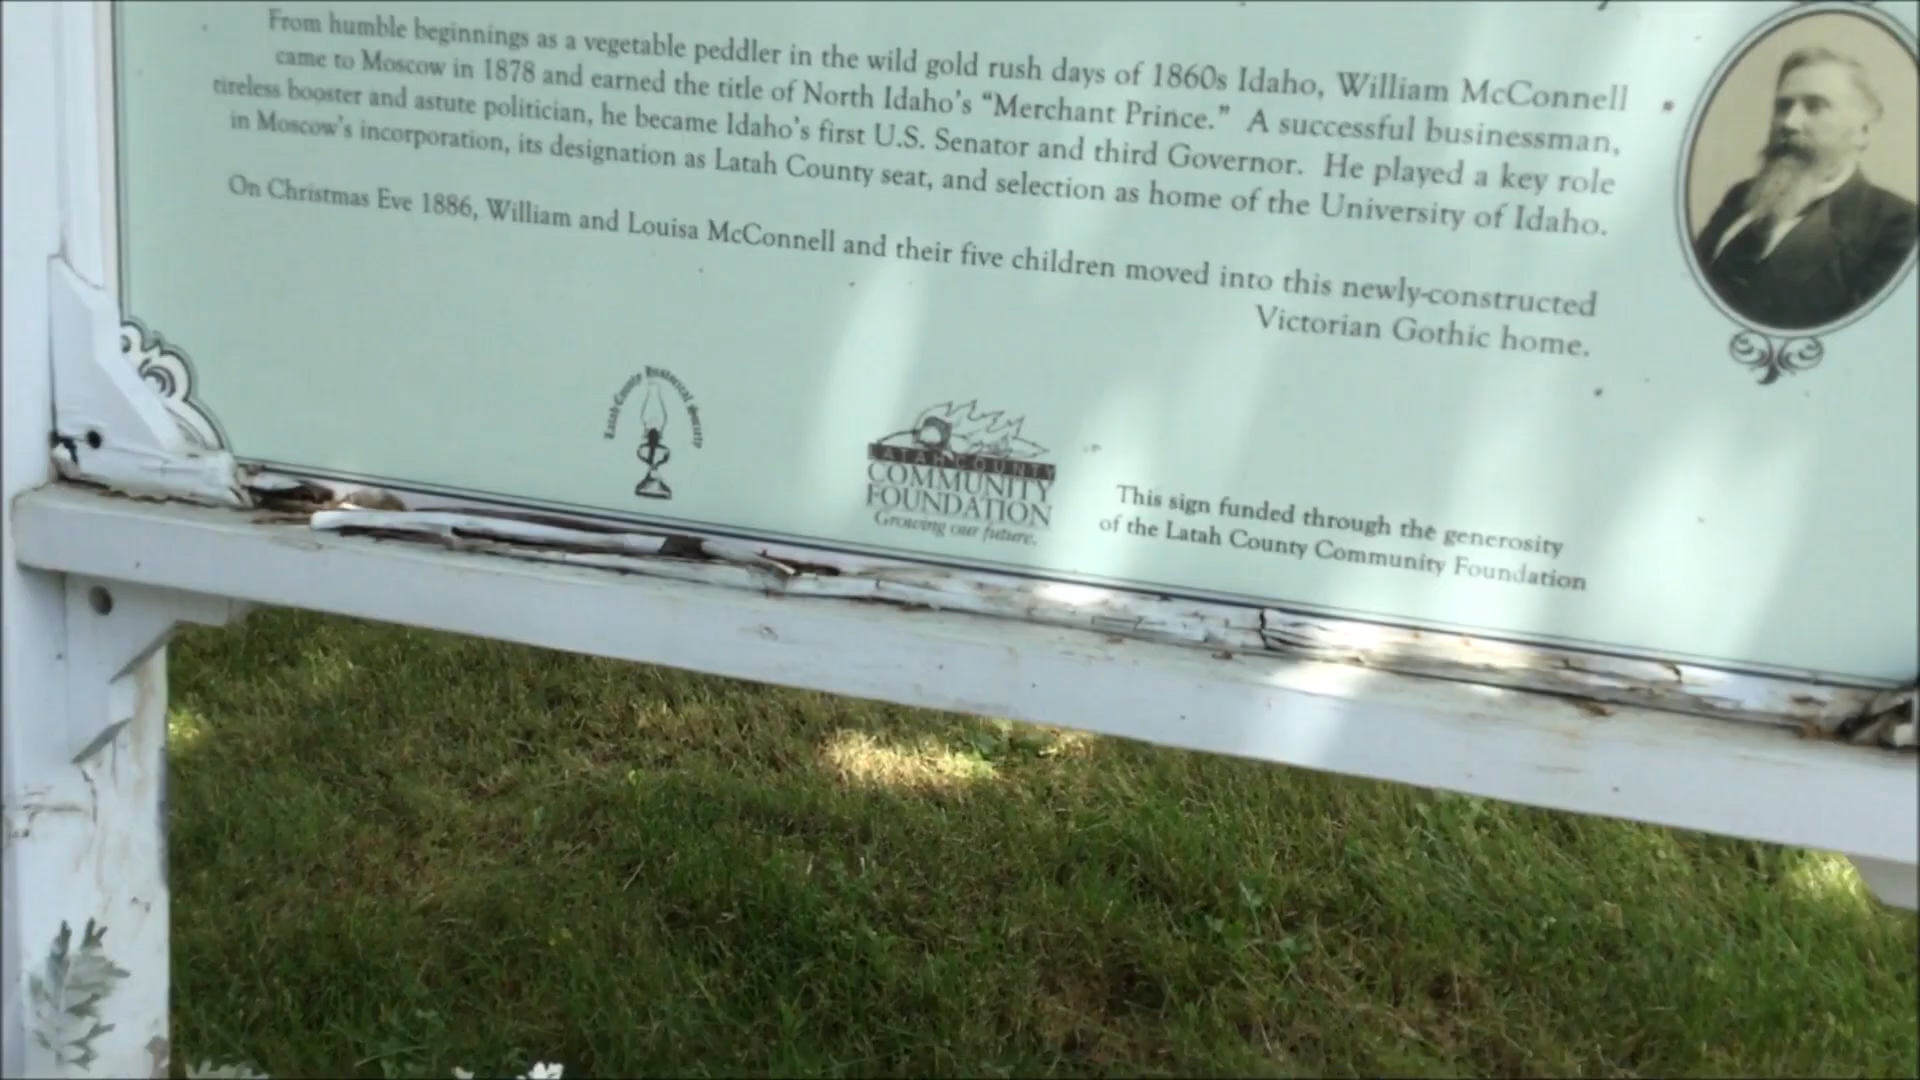 From humble beginnings as a vegetable peddler in the wild gold rush days of 1860s Idaho, William McConnell
came to Moscow in 1878 and earned the title of North Idaho's “Merchant Prince.” A successful businessman,
tireless booster and astute politician, he became Idaho's first U.S. Senator and third Governor. He played a key role
in Moscow's incorporation, its designation as Latah County seat, and selection as home of the University of Idaho.
On Christmas Eve 1886, William and Louisa McConnell and their five children moved into this newly-constructed
Victorian Gothic home.
Latah County Historical Society
LATAH COUNTY
COMMUNITY
FOUNDATION
Growing our future.
This sign funded through the generosity
of the Latah County Community Foundation